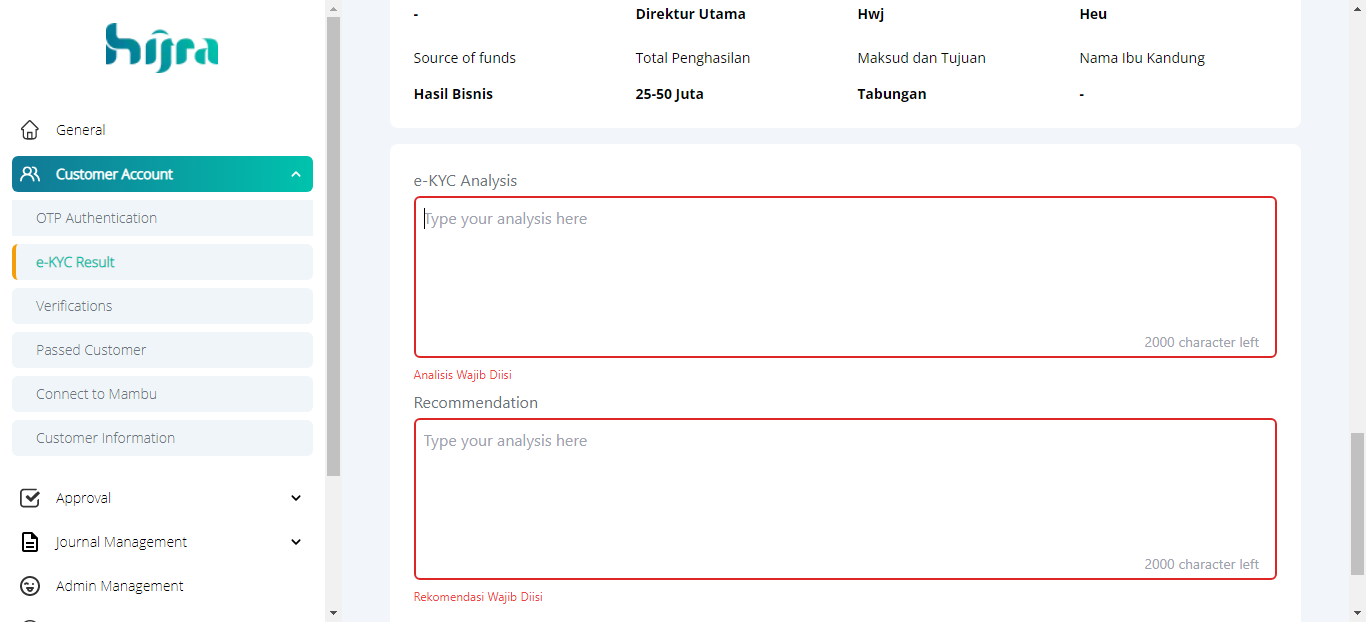 hijra
General
Customer Account
OTP Authentication
e-KYC Result
Verifications
Passed Customer
Connect to Mambu
Customer Information
Approval
Journal Management
Admin Management
- Direktur Utama Hwj Heu
Source of funds Total Penghasilan Maksud dan Tujuan Nama Ibu Kandung
Hasil Bisnis 25-50 Juta Tabungan -
e-KYC Analysis
Type your analysis here
2000 character left
Analisis Wajib Diisi
Recommendation
Type your analysis here
2000 character left
Rekomendasi Wajib Diisi